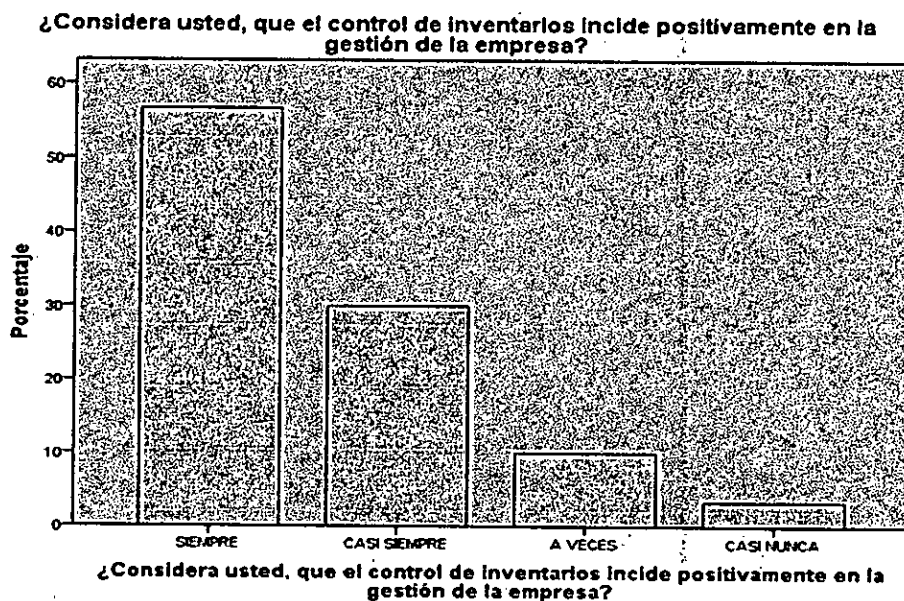 ¿Considera usted, que el control de inventarios incide positivamente en la
gestión de la empresa?
Porcentaje
60
50
40
30
20
10
0
SIEMPRE
CASI SIEMPRE
A VECES
CASI NUNCA
¿Considera usted, que el control de inventarios incide positivamente en la
gestión de la empresa?